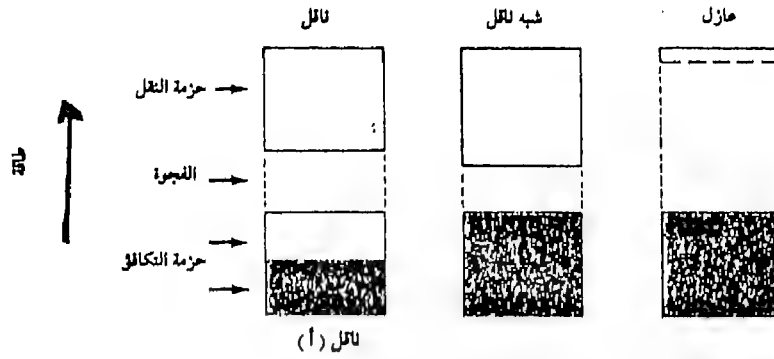 ناقل
شبه ناقل
عازل
حزمة النقل
طاقة
الفجوة
حزمة التكافؤ
ناقل (أ)